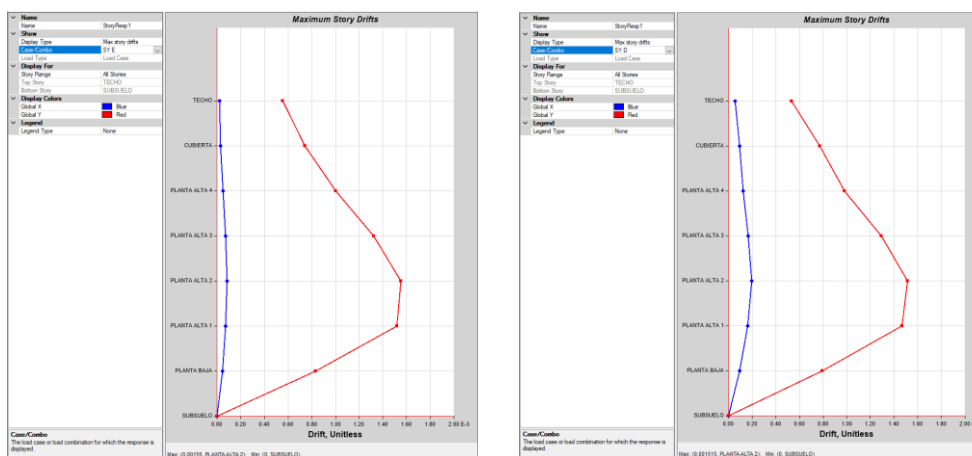 Name
Name StoryResp1
Show
Display Type Max story drifts
Case/Combo SY E
Load Type Load Case
Display For
Story Range All Stories
Top Story TECHO
Bottom Story SUBSUELO
Display Colors
Global X Blue
Global Y Red
Legend
Legend Type None
Case/Combo
The load case or load combination for which the response is
displayed.
Maximum Story Drifts
TECHO
CUBIERTA
PLANTA ALTA 4
PLANTA ALTA 3
PLANTA ALTA 2
PLANTA ALTA 1
PLANTA BAJA
SUBSUELO
0.00 0.20 0.40 0.60 0.80 1.00 1.20 1.40 1.60 1.80 2.00 E-3
Drift, Unitless
Max: (0.00155, PLANTA ALTA 2); Min: (0, SUBSUELO)
Name
Name StoryResp1
Show
Display Type Max story drifts
Case/Combo SY D
Load Type Load Case
Display For
Story Range All Stories
Top Story TECHO
Bottom Story SUBSUELO
Display Colors
Global X Blue
Global Y Red
Legend
Legend Type None
Case/Combo
The load case or load combination for which the response is
displayed.
Maximum Story Drifts
TECHO
CUBIERTA
PLANTA ALTA 4
PLANTA ALTA 3
PLANTA ALTA 2
PLANTA ALTA 1
PLANTA BAJA
SUBSUELO
0.00 0.20 0.40 0.60 0.80 1.00 1.20 1.40 1.60 1.80 2.00
Drift, Unitless
Max: (0.001515, PLANTA ALTA 2); Min: (0, SUBSUELO)